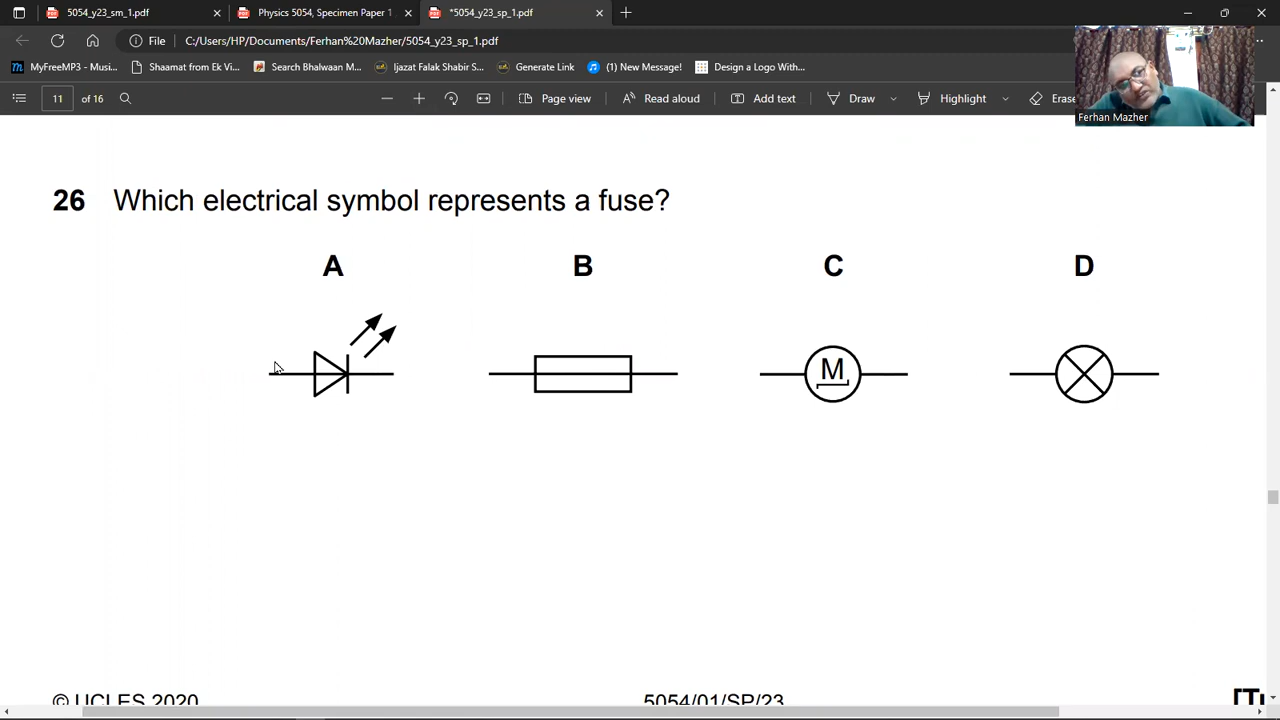 5054_y23_sm_1.pdf
Physics 5054, Specimen Paper 1
*5054_y23_sp_1.pdf
File
C:/Users/HP/Documents/Ferhan%20Mazher/5054_y23_sp_1.
MyFreeMP3 - Musi...
Shaamat from Ek Vi...
Search Bhalwaan M...
Ijazat Falak Shabir S...
Generate Link
(1) New Message!
Design a Logo With...
11 of 16
Page view
Read aloud
Add text
Draw
Highlight
Erase
Ferhan Mazher
26 Which electrical symbol represents a fuse?
A B C D
M
© UCLES 2020
5054/01/SP/23